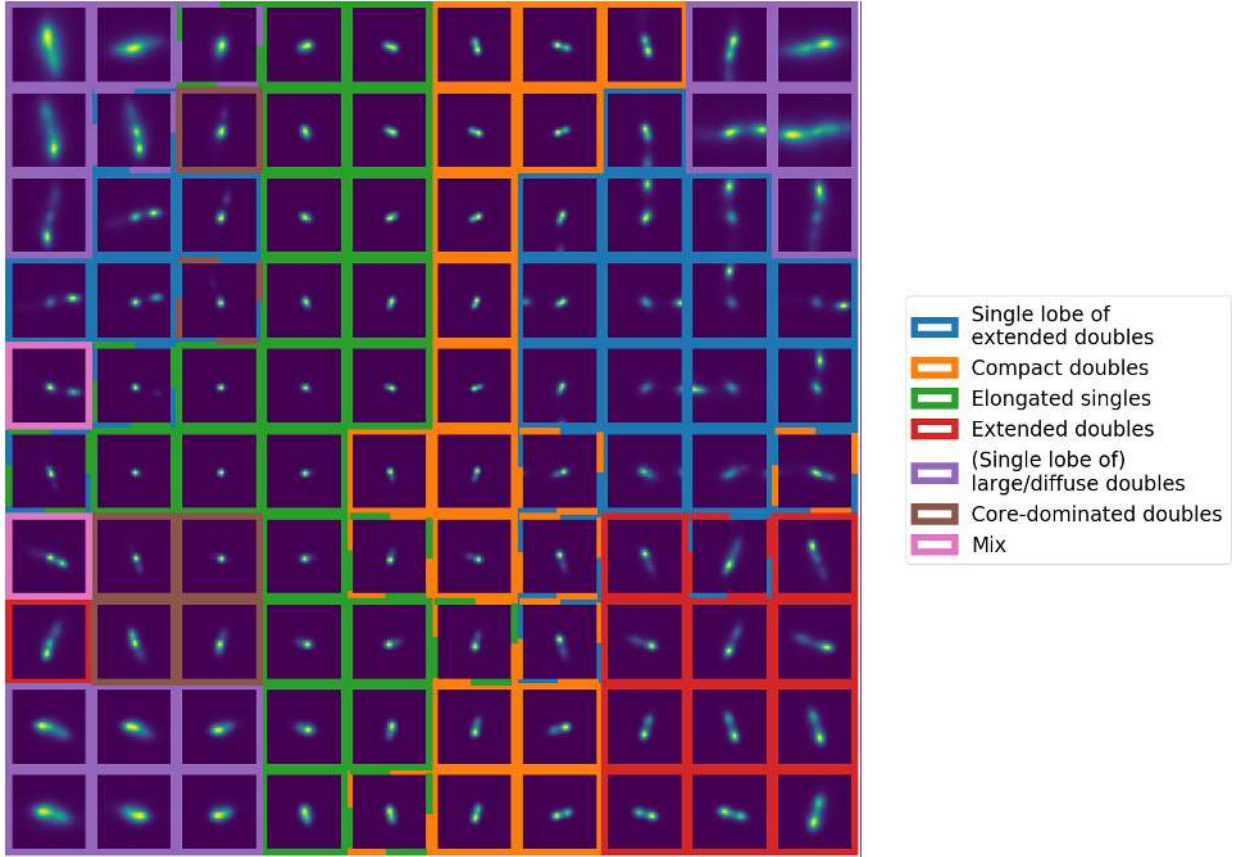 Single lobe of
extended doubles
Compact doubles
Elongated singles
Extended doubles
(Single lobe of)
large/diffuse doubles
Core-dominated doubles
Mix